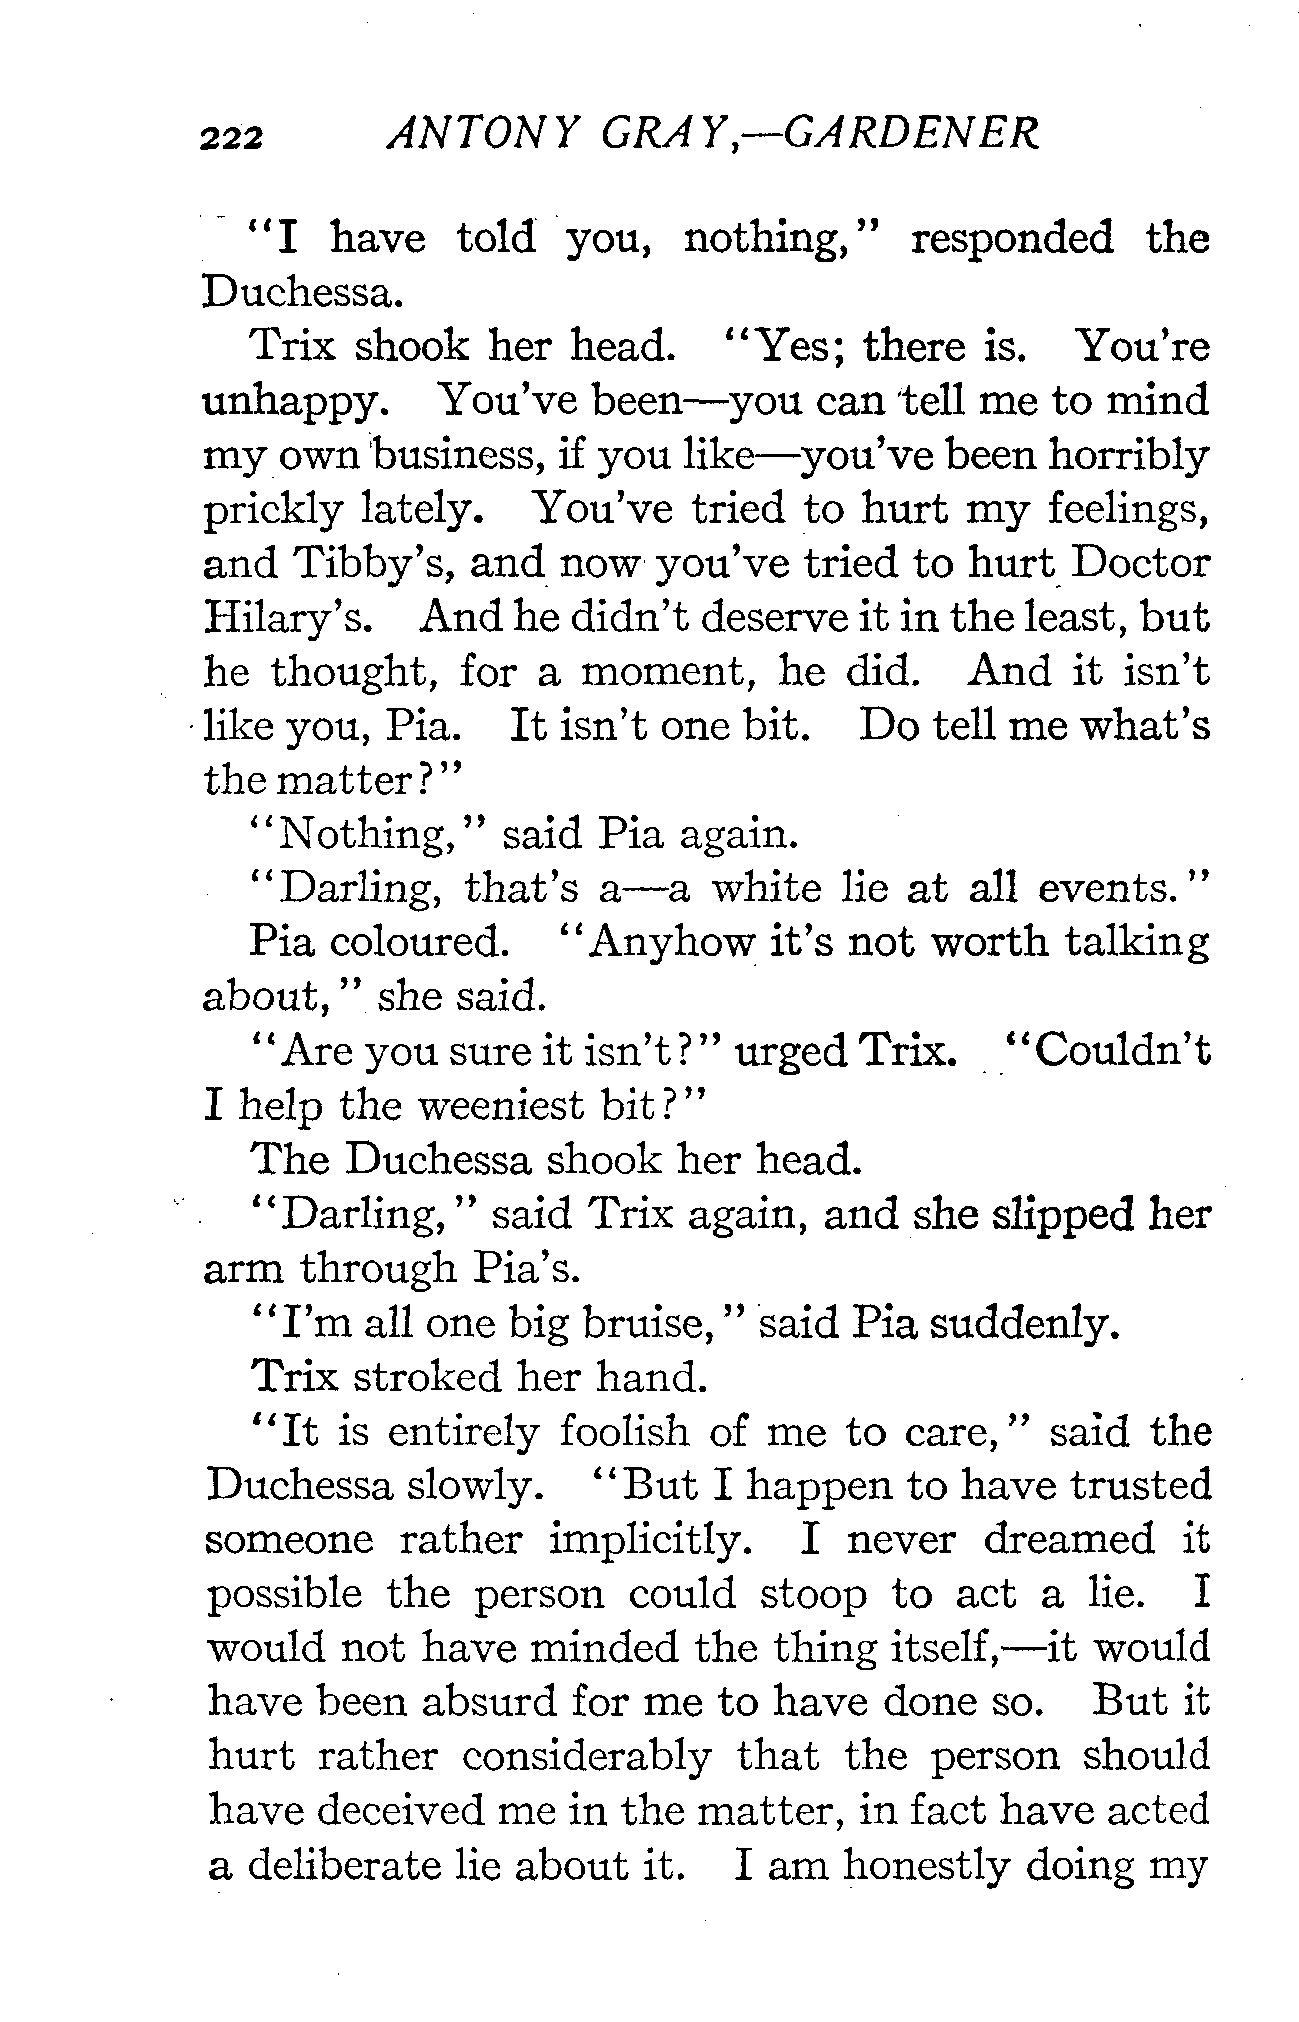 222 ANTONY GRAY,—GARDENER
"I have told you, nothing," responded the
Duchessa.
Trix shook her head. "Yes; there is. You're
unhappy. You've been—you can tell me to mind
my own business, if you like—you've been horribly
prickly lately. You've tried to hurt my feelings,
and Tibby's, and now you've tried to hurt Doctor
Hilary's. And he didn't deserve it in the least, but
he thought, for a moment, he did. And it isn't
like you, Pia. It isn't one bit. Do tell me what's
the matter?"
"Nothing," said Pia again.
"Darling, that's a—a white lie at all events."
Pia coloured. "Anyhow it's not worth talking
about," she said.
"Are you sure it isn't?" urged Trix. "Couldn't
I help the weeniest bit?"
The Duchessa shook her head.
"Darling," said Trix again, and she slipped her
arm through Pia's.
"I'm all one big bruise," said Pia suddenly.
Trix stroked her hand.
"It is entirely foolish of me to care," said the
Duchessa slowly. "But I happen to have trusted
someone rather implicitly. I never dreamed it
possible the person could stoop to act a lie. I
would not have minded the thing itself,—it would
have been absurd for me to have done so. But it
hurt rather considerably that the person should
have deceived me in the matter, in fact have acted
a deliberate lie about it. I am honestly doing my